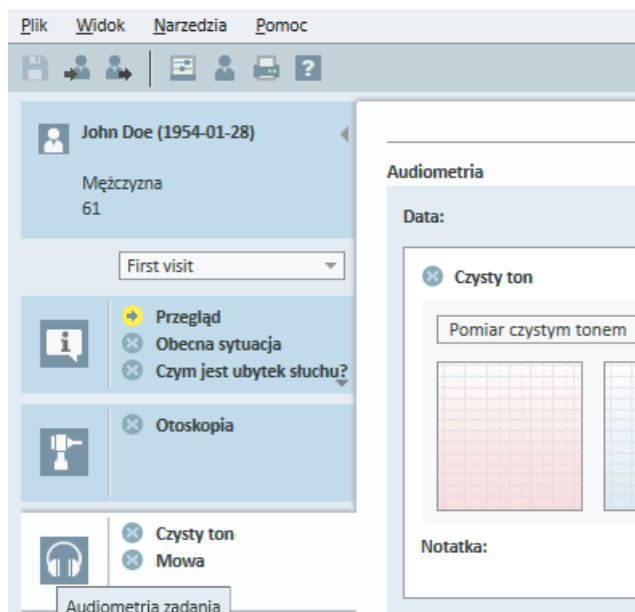 Plik Widok Narzedzia Pomoc
John Doe (1954-01-28)
Mężczyzna
61
First visit
Przegląd
Obecna sytuacja
Czym jest ubytek słuchu?
Otoskopia
Czysty ton
Mowa
Audiometria zadania
Audiometria
Data:
Czysty ton
Pomiar czystym tonem
Notatka: